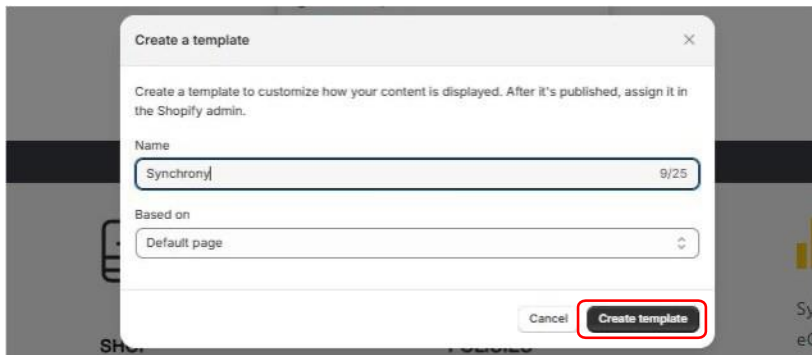 Create a template
Create a template to customize how your content is displayed. After it's published, assign it in
the Shopify admin.
Name
Synchrony
9/25
Based on
Default page
Cancel
Create template
Sy